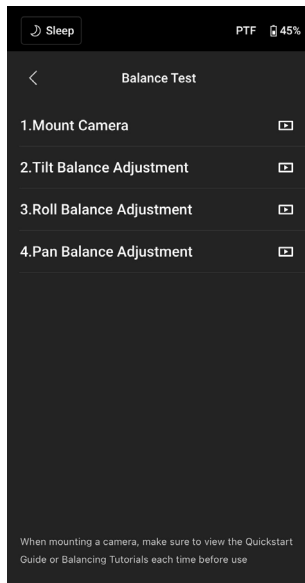 Sleep PTF 45%
Balance Test
1.Mount Camera
2.Tilt Balance Adjustment
3.Roll Balance Adjustment
4.Pan Balance Adjustment
When mounting a camera, make sure to view the Quickstart
Guide or Balancing Tutorials each time before use